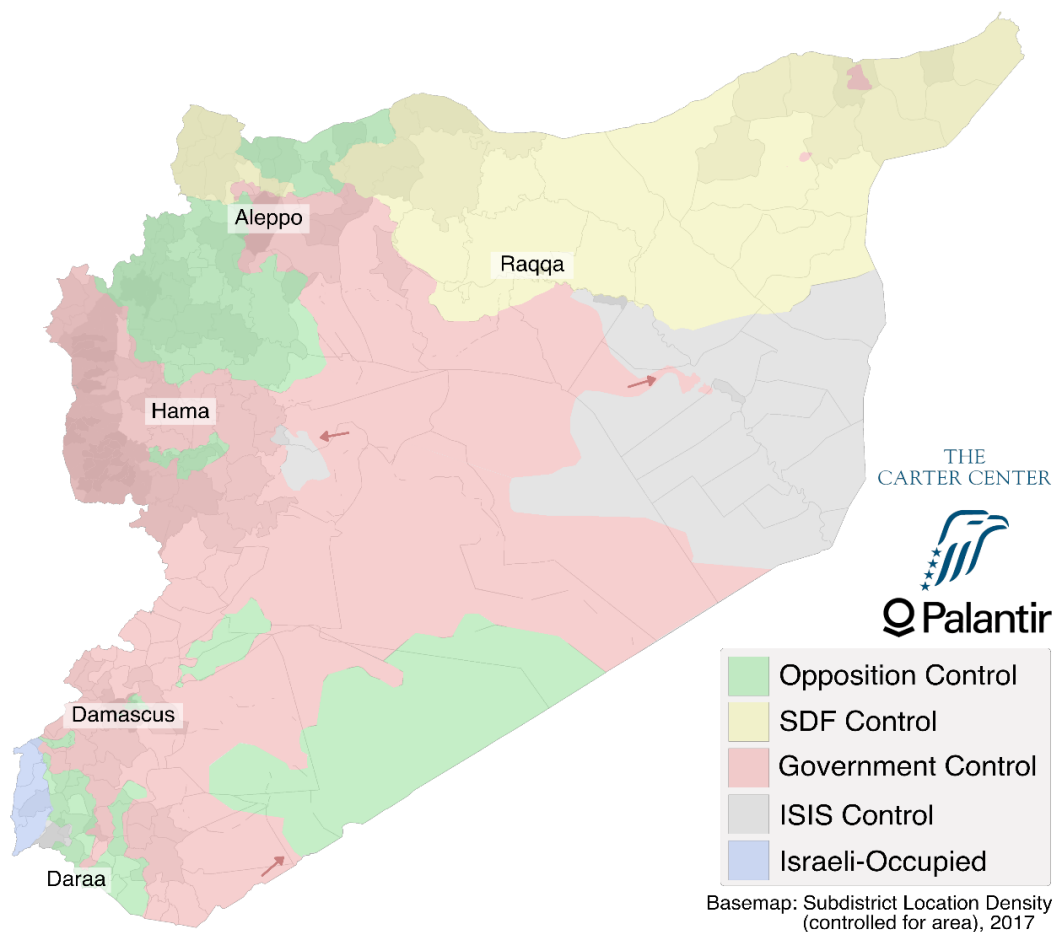 Aleppo
Raqqa
Hama
THE
CARTER CENTER
Palantir
Damascus
Daraa
Opposition Control
SDF Control
Government Control
ISIS Control
Israeli-Occupied
Basemap: Subdistrict Location Density
(controlled for area), 2017